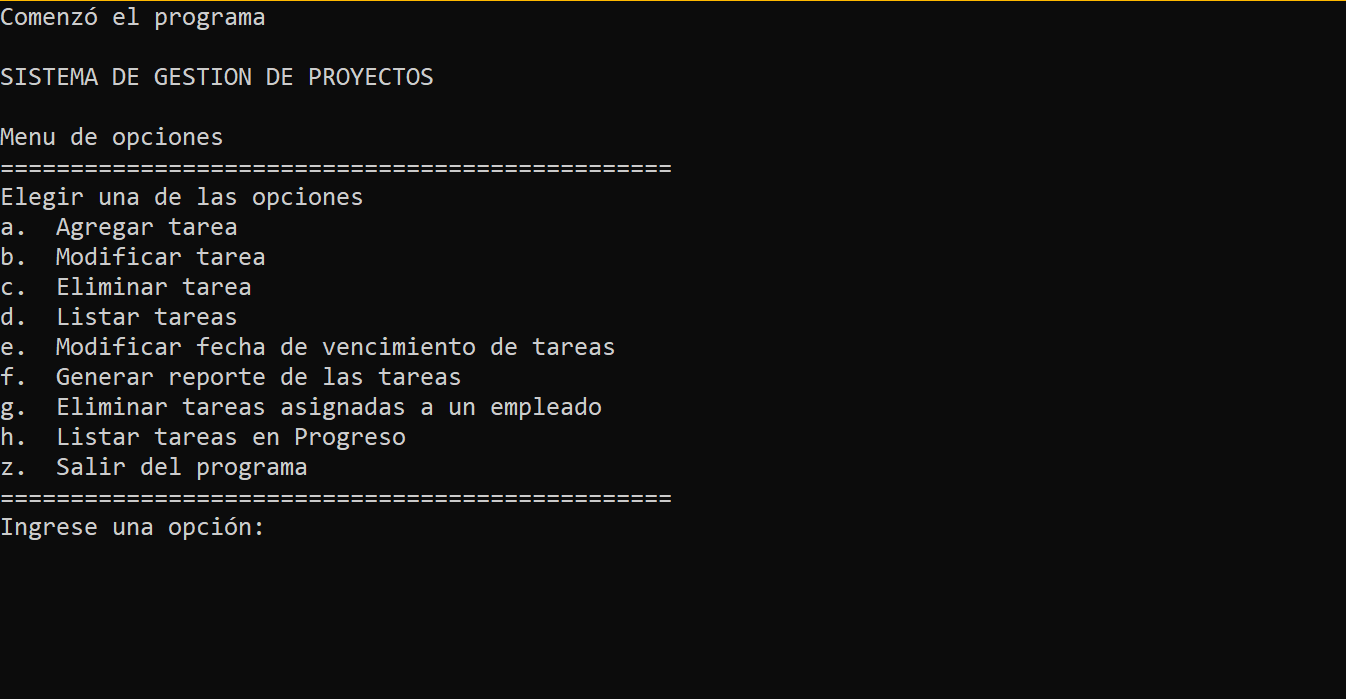 Comenzó el programa
SISTEMA DE GESTION DE PROYECTOS
Menu de opciones
================================================
Elegir una de las opciones
a.  Agregar tarea
b.  Modificar tarea
c.  Eliminar tarea
d.  Listar tareas
e.  Modificar fecha de vencimiento de tareas
f.  Generar reporte de las tareas
g.  Eliminar tareas asignadas a un empleado
h.  Listar tareas en Progreso
z.  Salir del programa
================================================
Ingrese una opción: